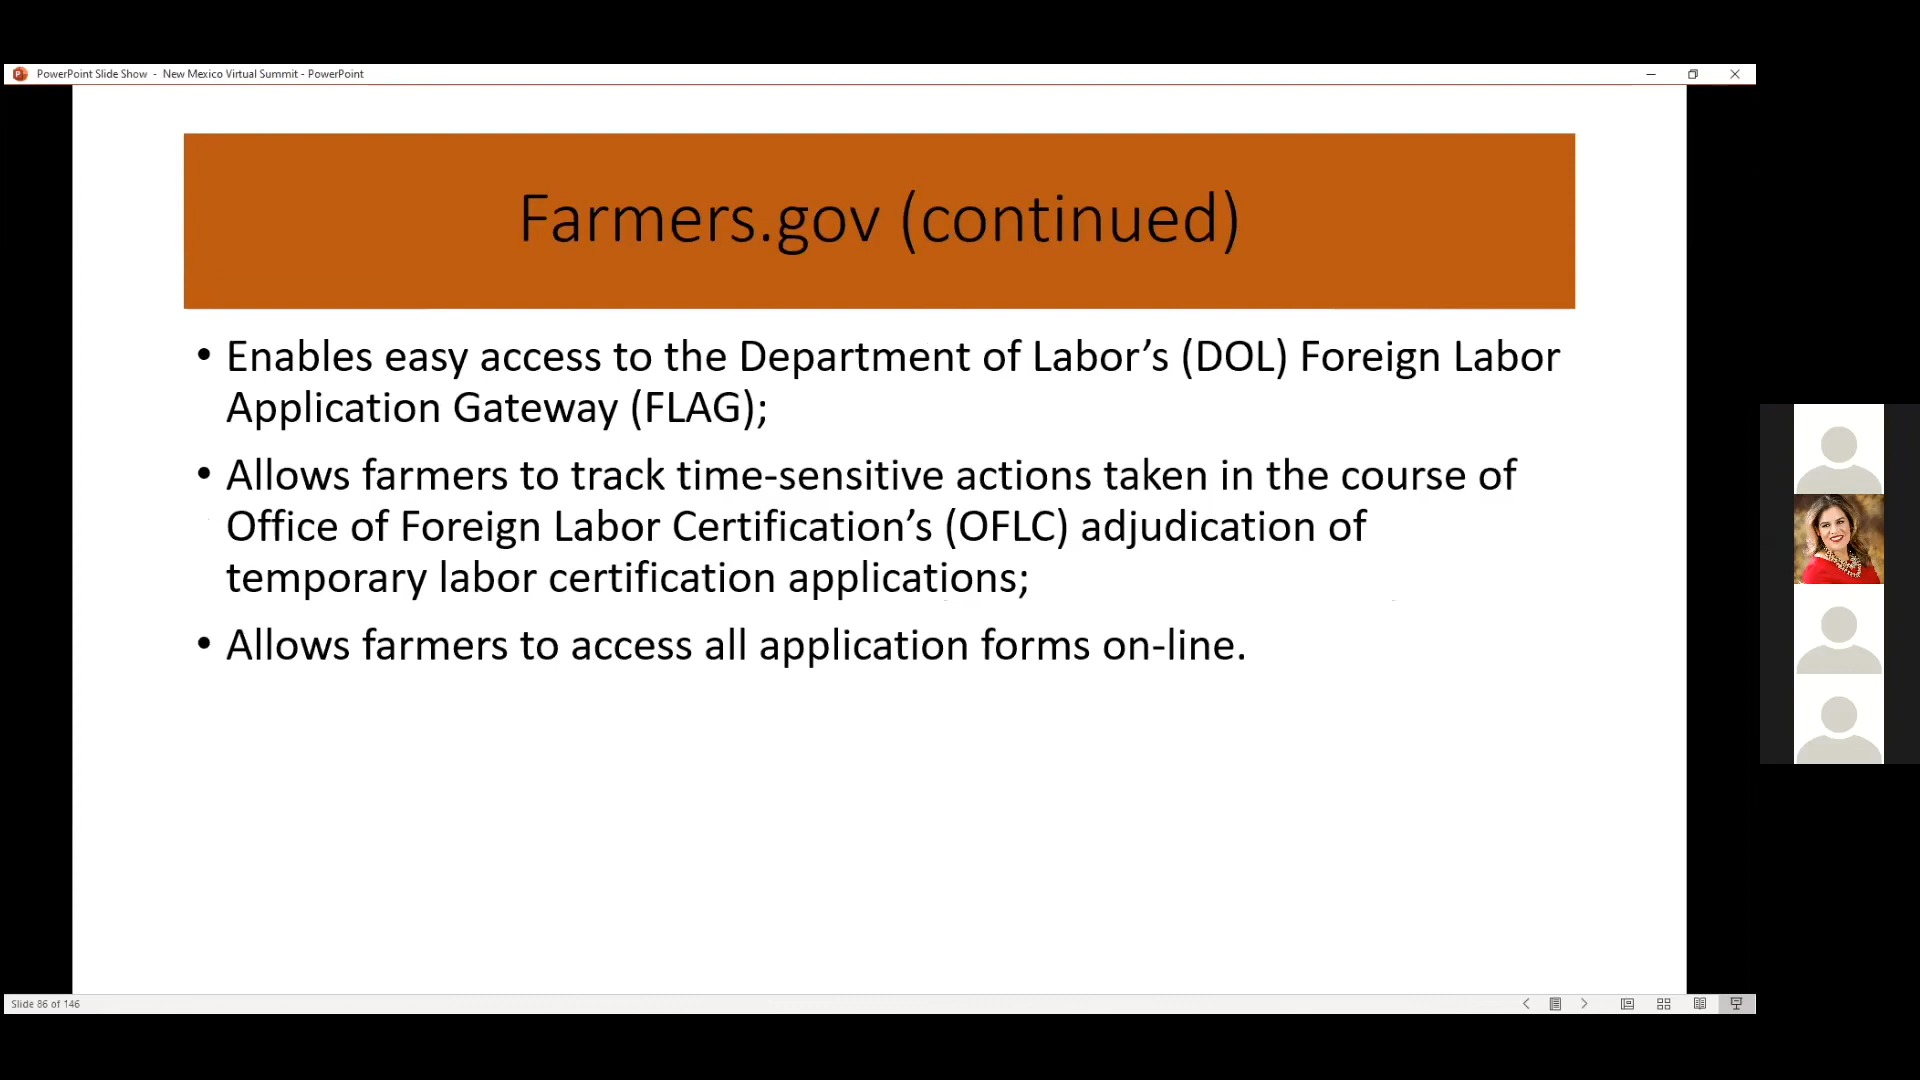 PowerPoint Slide Show - New Mexico Virtual Summit - PowerPoint
Farmers.gov (continued)
• Enables easy access to the Department of Labor’s (DOL) Foreign Labor
Application Gateway (FLAG);
• Allows farmers to track time-sensitive actions taken in the course of
Office of Foreign Labor Certification’s (OFLC) adjudication of
temporary labor certification applications;
• Allows farmers to access all application forms on-line.
Slide 86 of 146